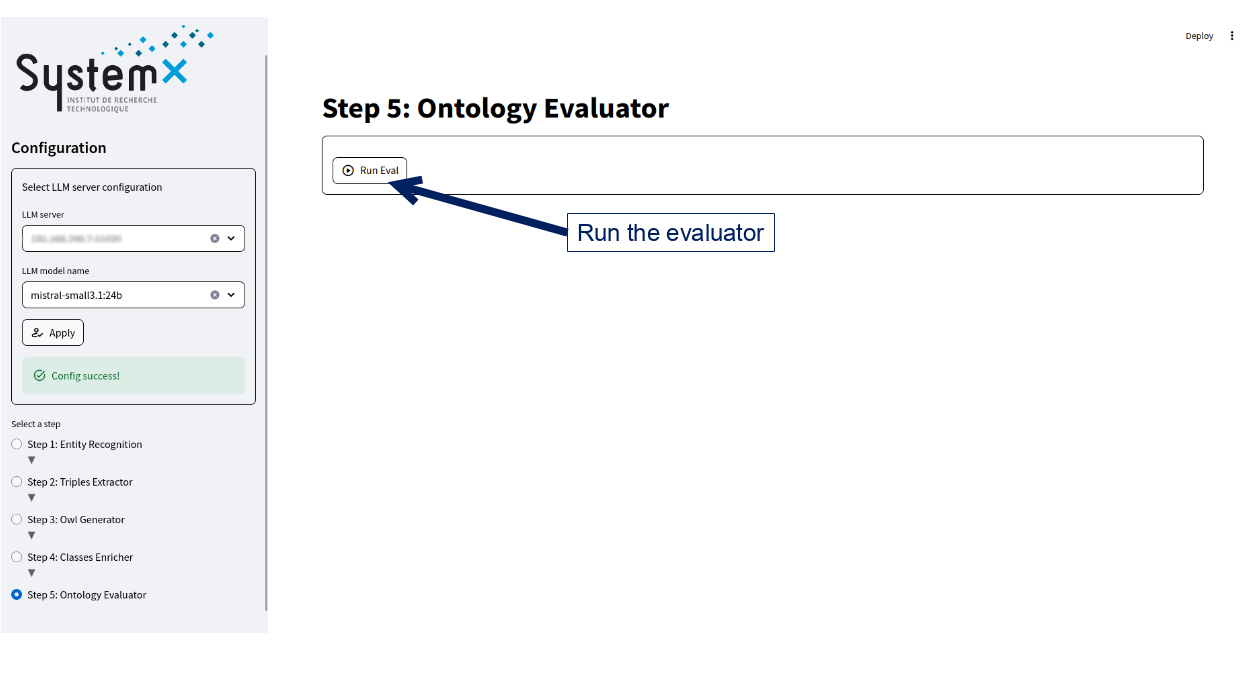 System X
INSTITUT DE RECHERCHE
TECHNOLOGIQUE
Configuration
Select LLM server configuration
LLM server
LLM model name
mistral-small3.1:24b
Apply
Config success!
Select a step
Step 1: Entity Recognition
Step 2: Triples Extractor
Step 3: Owl Generator
Step 4: Classes Enricher
Step 5: Ontology Evaluator
Deploy
Step 5: Ontology Evaluator
Run Eval
Run the evaluator